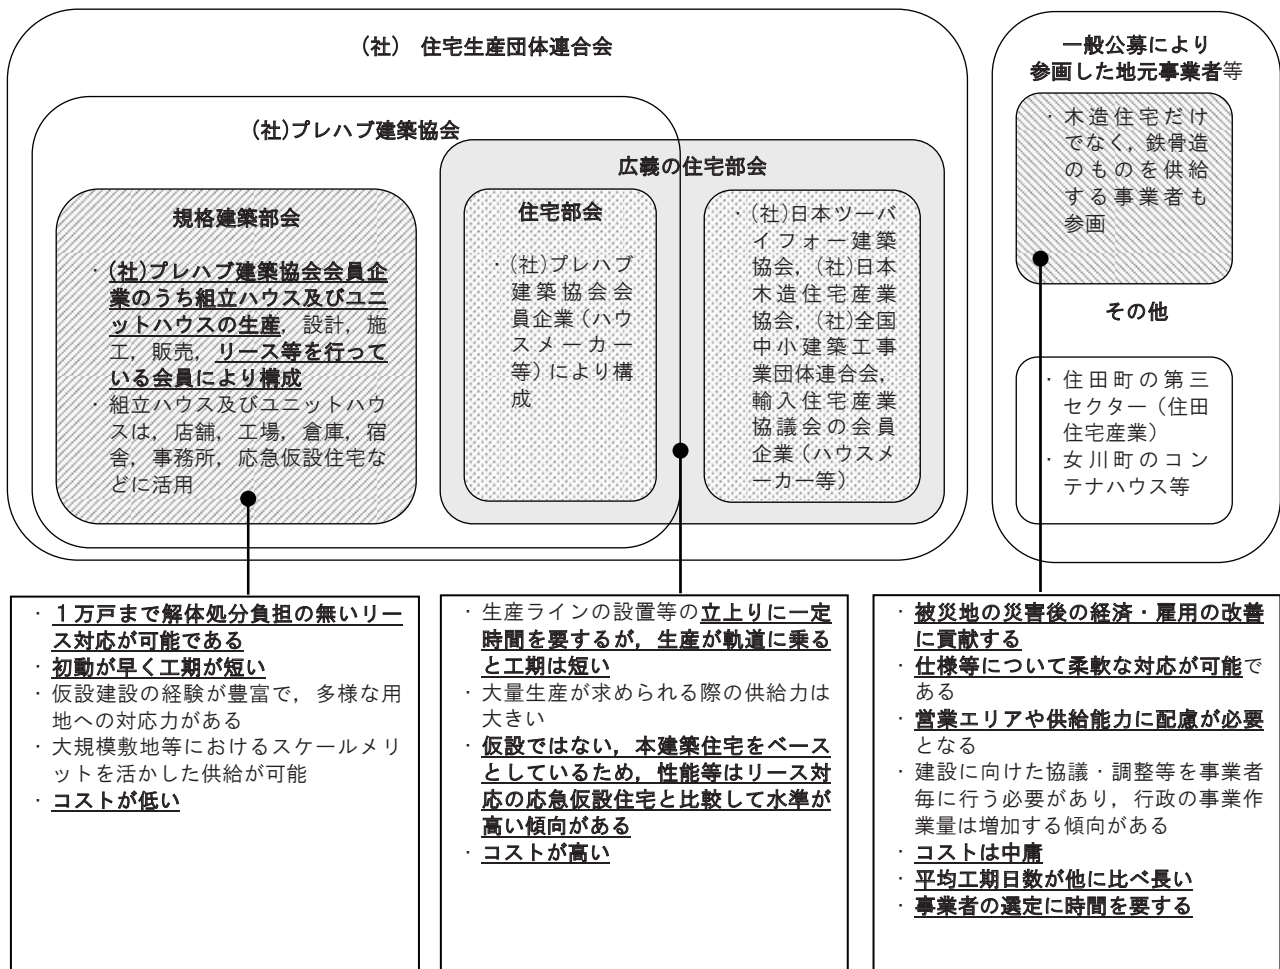 (社) 住宅生産団体連合会
(社)プレハブ建築協会
規格建築部会
・(社)プレハブ建築協会会員企
業のうち組立ハウス及びユニ
ットハウスの生産，設計，施
工，販売，リース等を行って
いる会員により構成
・組立ハウス及びユニットハウ
スは，店舗，工場，倉庫，宿
舎，事務所，応急仮設住宅な
どに活用
広義の住宅部会
住宅部会
・(社)プレハブ
建築協会会
員企業（ハウ
スメーカー
等）により構
成
・(社)日本ツーバ
イフォー建築
協会，(社)日本
木造住宅産業
協会，(社)全国
中小建築工事
業団体連合会，
輸入住宅産業
協議会の会員
企業（ハウスメ
ーカー等）
一般公募により
参画した地元事業者等
・木造住宅だけ
でなく，鉄骨造
のものを供給
する事業者も
参画
その他
・住田町の第三
セクター（住田
住宅産業）
・女川町のコン
テナハウス等
・１万戸まで解体処分負担の無いリー
ス対応が可能である
・初動が早く工期が短い
・仮設建設の経験が豊富で，多様な用
地への対応力がある
・大規模敷地等におけるスケールメリ
ットを活かした供給が可能
・コストが低い
・生産ラインの設置等の立上りに一定
時間を要するが，生産が軌道に乗る
と工期は短い
・大量生産が求められる際の供給力は
大きい
・仮設ではない，本建築住宅をベース
としているため，性能等はリース対
応の応急仮設住宅と比較して水準が
高い傾向がある
・コストが高い
・被災地の災害後の経済・雇用の改善
に貢献する
・仕様等について柔軟な対応が可能で
ある
・営業エリアや供給能力に配慮が必要
となる
・建設に向けた協議・調整等を事業者
毎に行う必要があり，行政の事業作
業量は増加する傾向がある
・コストは中庸
・平均工期日数が他に比べ長い
・事業者の選定に時間を要する